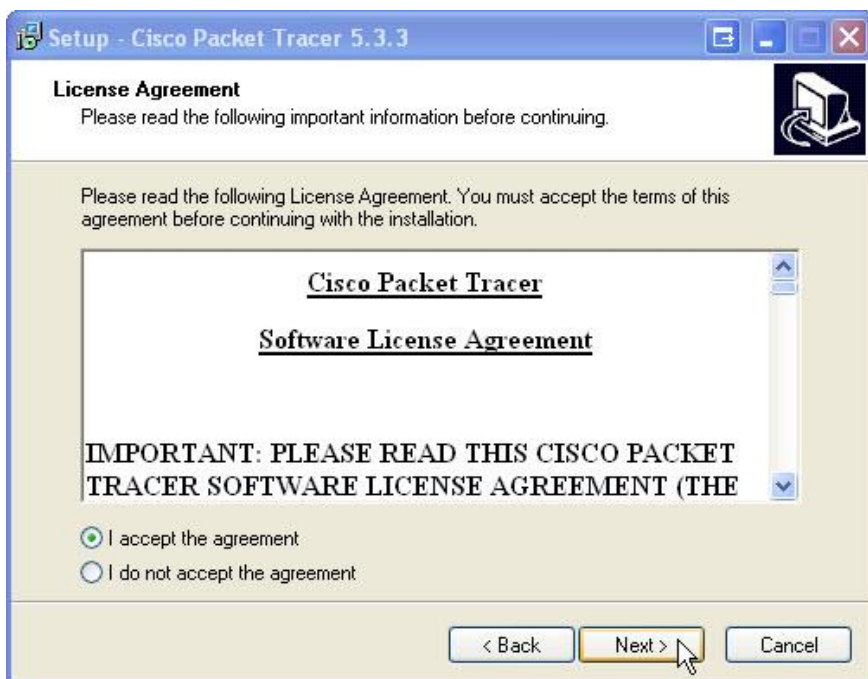 Setup - Cisco Packet Tracer 5.3.3
License Agreement
Please read the following important information before continuing.
Please read the following License Agreement. You must accept the terms of this
agreement before continuing with the installation.
Cisco Packet Tracer
Software License Agreement
IMPORTANT: PLEASE READ THIS CISCO PACKET
TRACER SOFTWARE LICENSE AGREEMENT (THE
I accept the agreement
I do not accept the agreement
< Back
Next >
Cancel